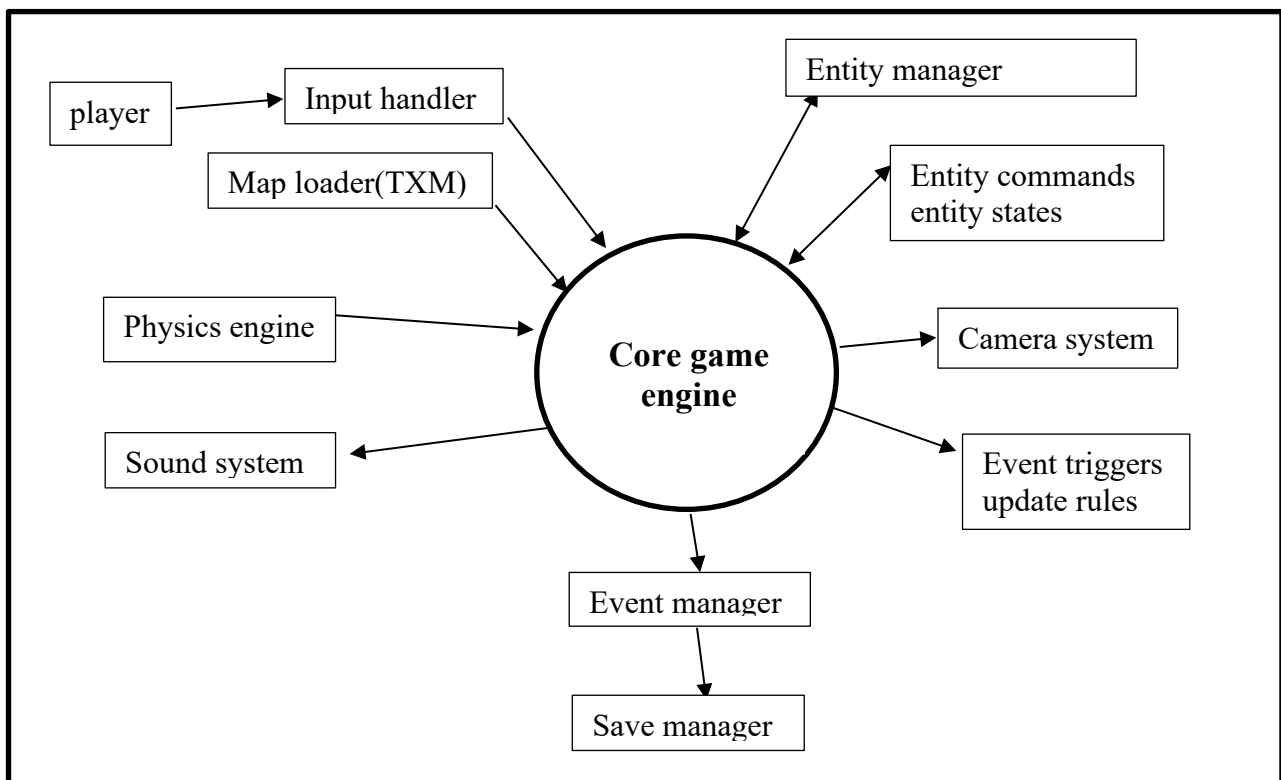 Entity manager
player
Input handler
Map loader(TXM)
Entity commands
entity states
Physics engine
Core game
engine
Camera system
Sound system
Event triggers
update rules
Event manager
Save manager